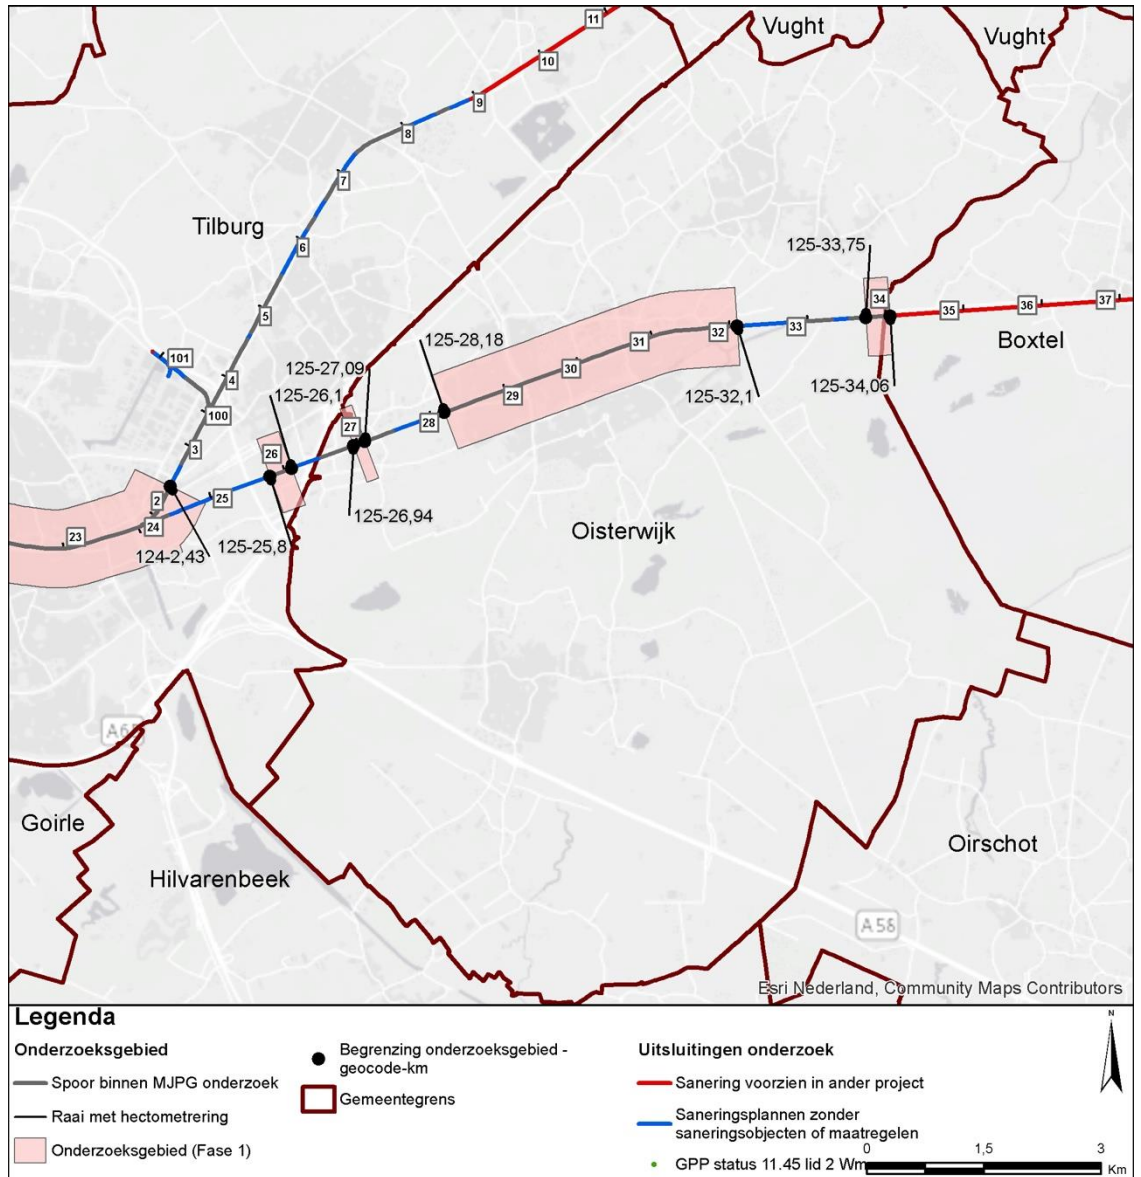 11
Vught
Vught
10
9
8
7
Tilburg
6
125-33,75
5
34
35
36
37
32
33
31
Boxtel
125-28,18
101
125-27,09
30
4
125-26,1
29
125-32,1
125-34,06
100
28
27
3
26
2
25
125-26,94
23
24
Oisterwijk
124-2,43
125-25,8
A65
Goirle
Oirschot
Hilvarenbeek
A58
Esri Nederland, Community Maps Contributors
Legenda
Onderzoeksgebied
Spoor binnen MJPG onderzoek
Raai met hectometrering
Onderzoeksgebied (Fase 1)
Begrenzing onderzoeksgebied -
geocode-km
Gemeentegrens
Uitsluitingen onderzoek
Sanering voorzien in ander project
Saneringsplannen zonder
saneringsobjecten of maatregelen
GPP status 11.45 lid 2 Wm
N
0 1,5 3
Km